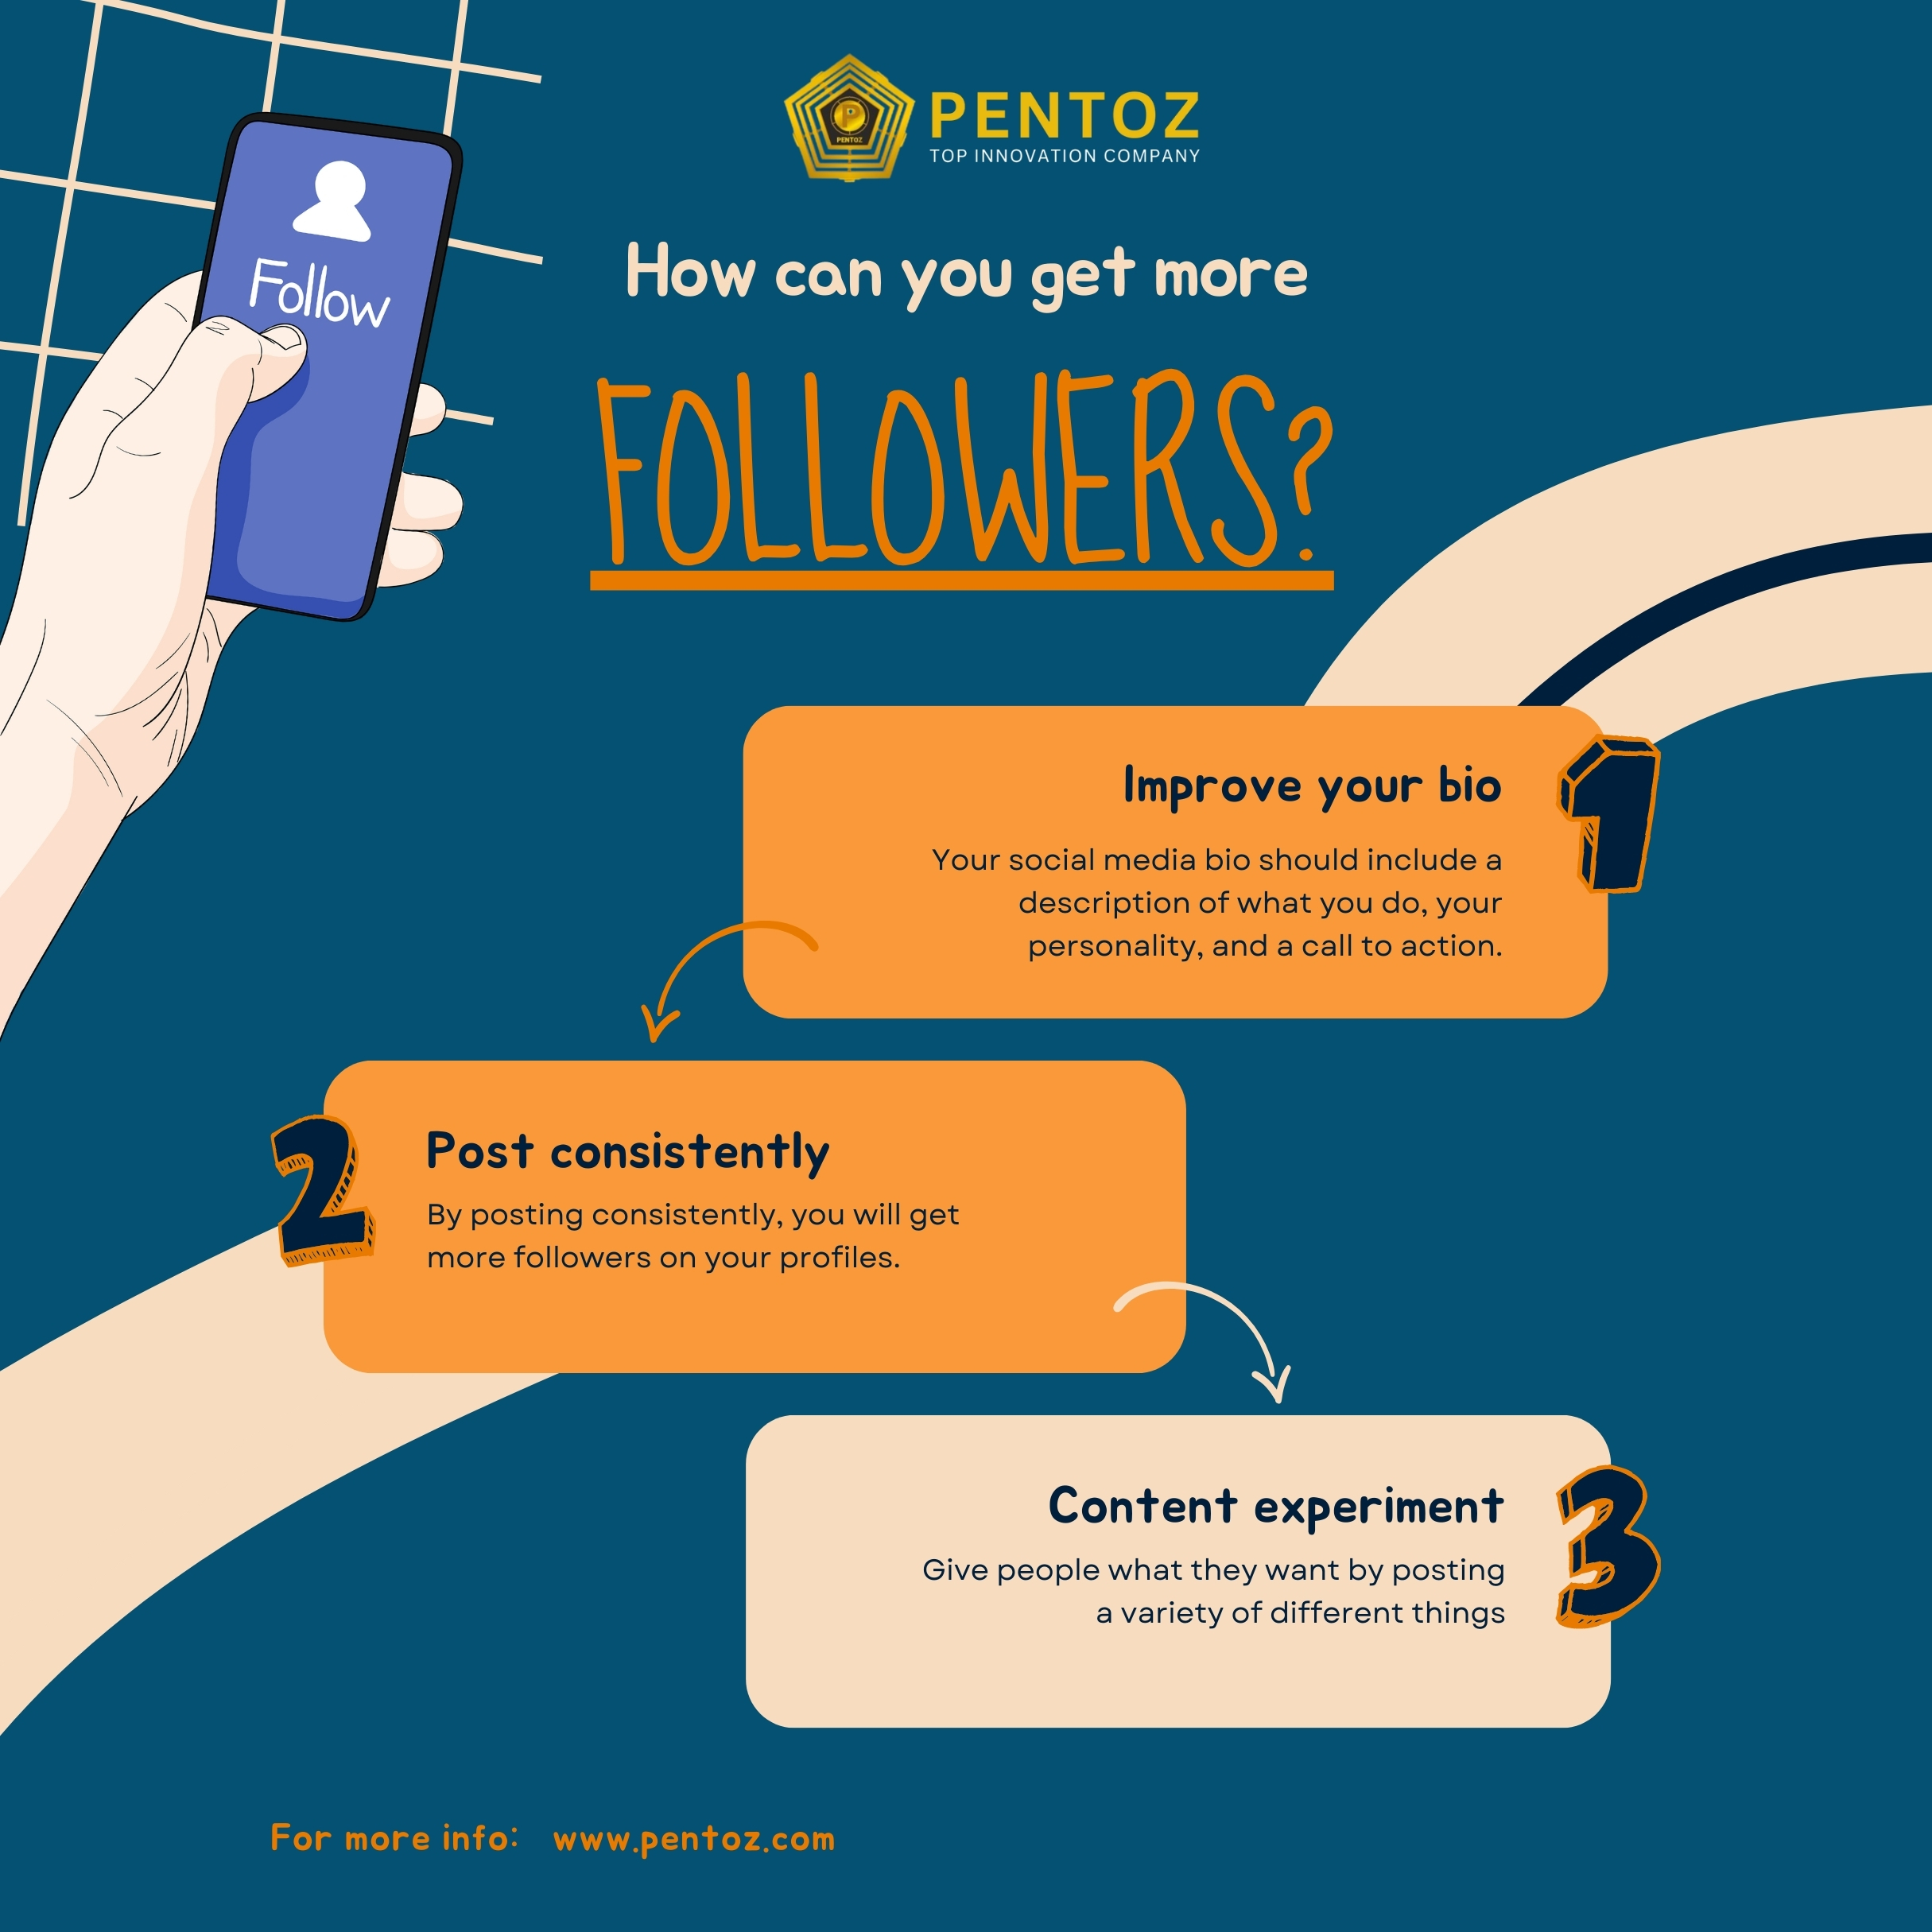 PENTOZ
TOP INNOVATION COMPANY
P
PENTOZ
Follow
How can you get more
FOLLOWERS?
Improve your bio
1
Your social media bio should include a
description of what you do, your
personality, and a call to action.
2
Post consistently
By posting consistently, you will get
more followers on your profiles.
Content experiment
3
Give people what they want by posting
a variety of different things
For more info: www.pentoz.com